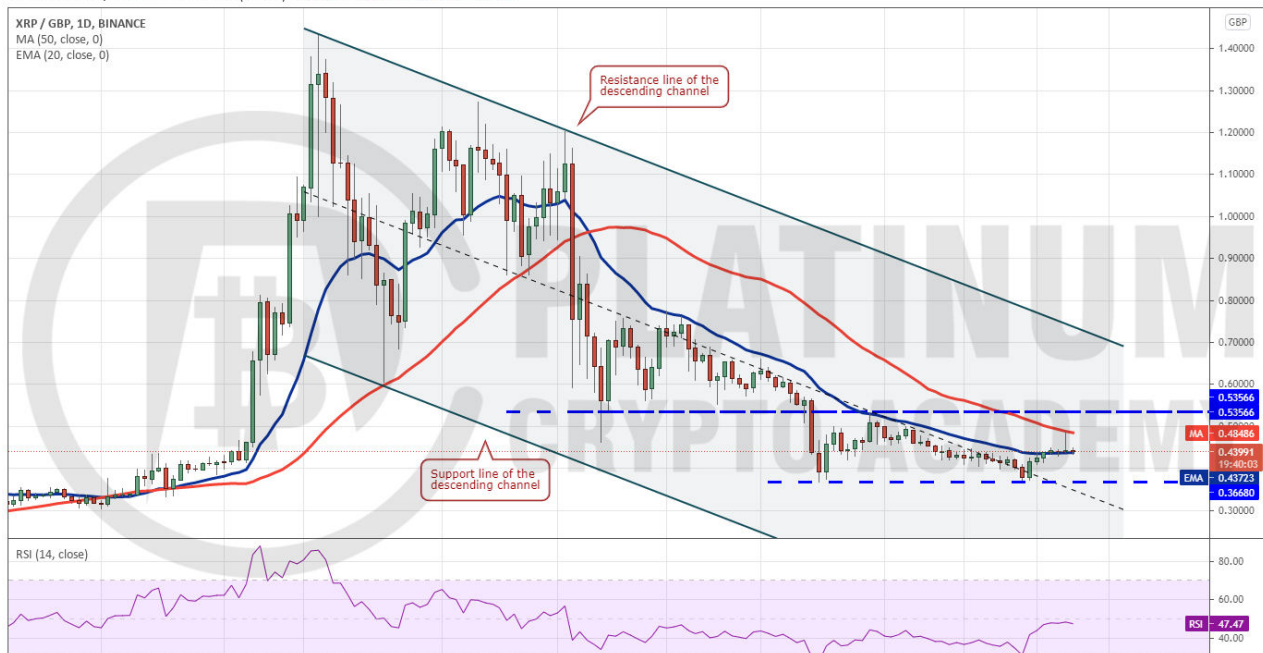 XRP / GBP, 1D, BINANCE
MA (50, close, 0)
EMA (20, close, 0)
GBP
1.40000
1.30000
1.20000
1.10000
1.00000
0.90000
0.80000
0.70000
0.60000
0.53566
0.53566
MA 0.48486
0.43991
19:40:03
EMA 0.43723
0.36680
0.30000
Resistance line of the
descending channel
Support line of the
descending channel
PLATINUM
CRYPTO ACADEMY
RSI (14, close)
80.00
60.00
RSI 47.47
40.00